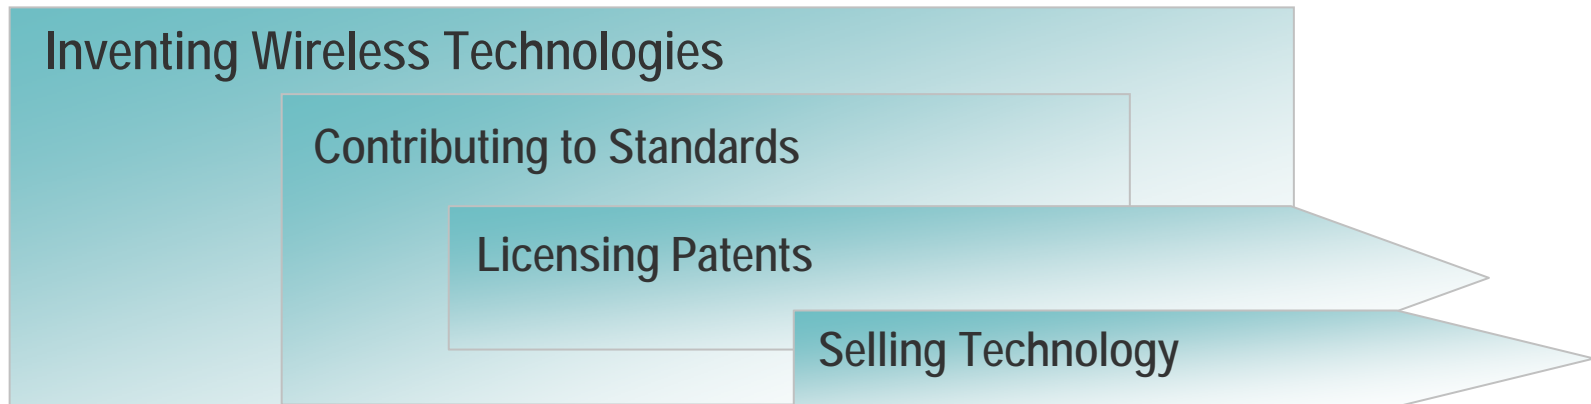 Inventing Wireless Technologies
Contributing to Standards
Licensing Patents
Selling Technology